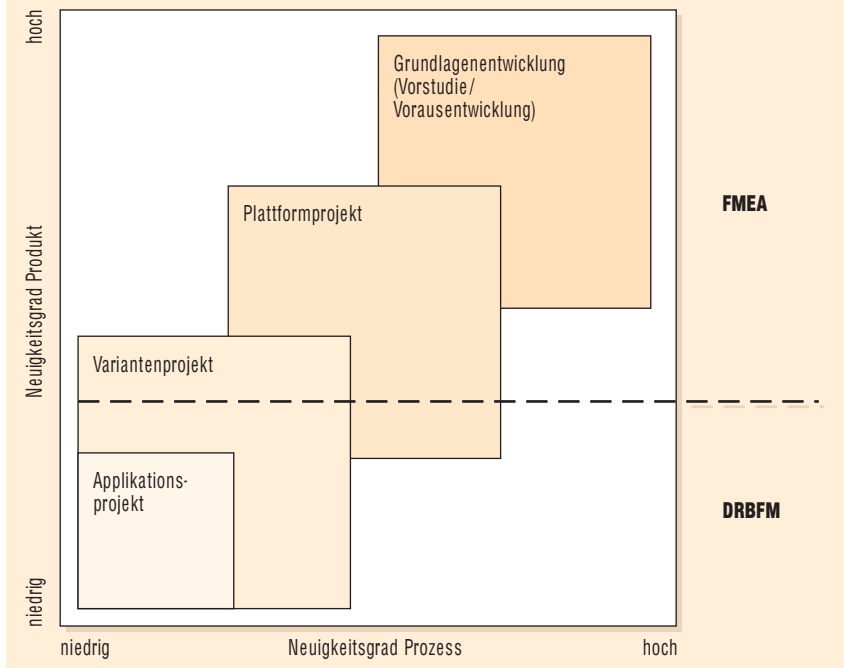 hoch
Grundlagenentwicklung
(Vorstudie/
Vorausentwicklung)
FMEA
Plattformprojekt
Neuigkeitsgrad Produkt
Variantenprojekt
Applikations-
projekt
DRBFM
niedrig
niedrig
Neuigkeitsgrad Prozess
hoch